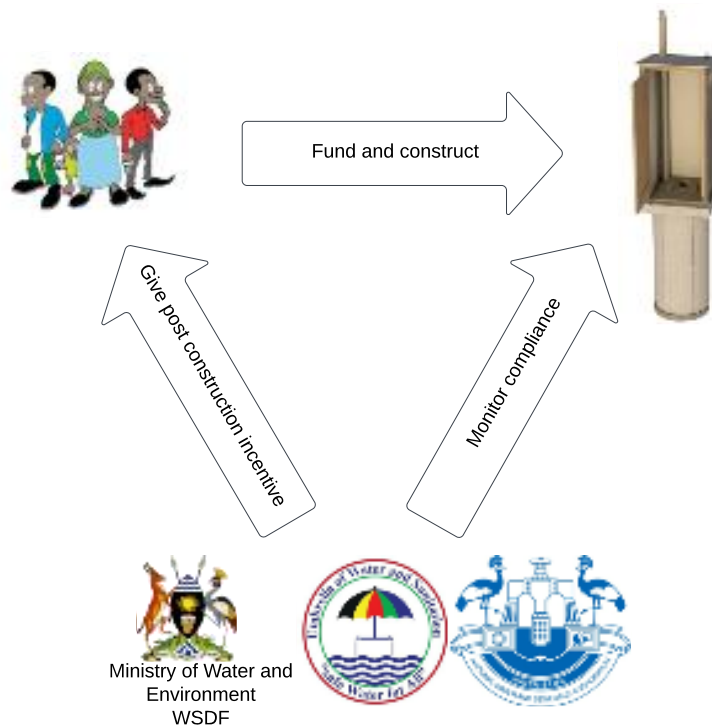 Fund and construct
Give post construction incentive
Monitor compliance
Umbrella of Water and Sanitation
"Safe Water for All"
Ministry of Water and
Environment
WSDF